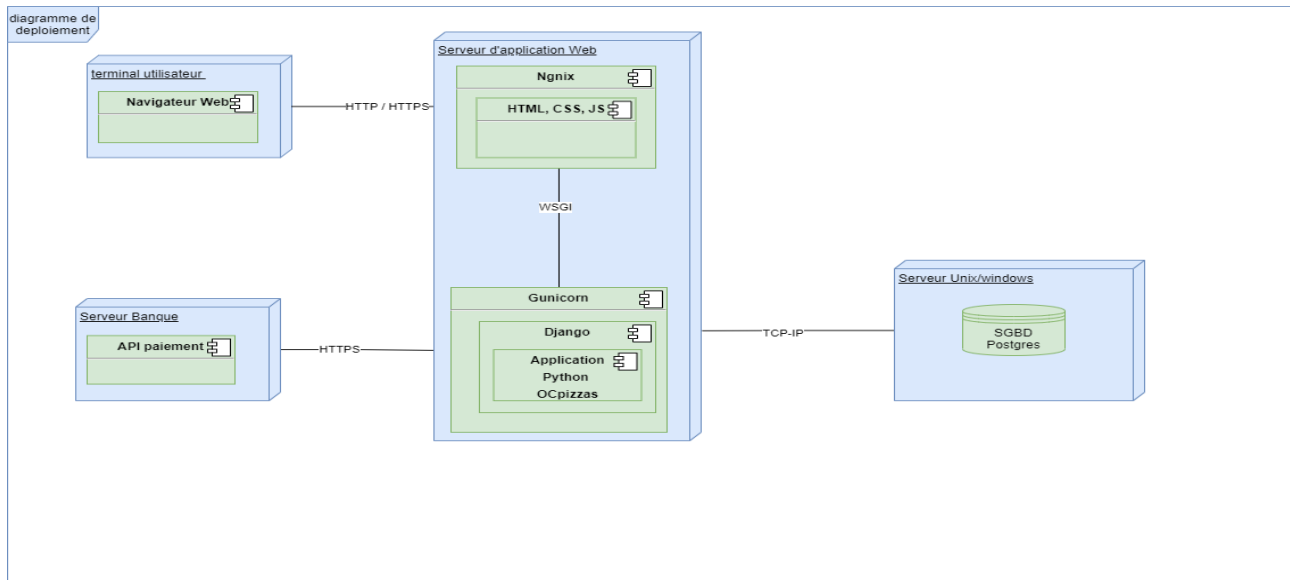 diagramme de
deploiement
terminal utilisateur
Navigateur Web
HTTP / HTTPS
Serveur d'application Web
Ngnix
HTML, CSS, JS
WSGI
Gunicorn
Django
Application
Python
OCpizzas
Serveur Banque
API paiement
HTTPS
TCP-IP
Serveur Unix/windows
SGBD
Postgres